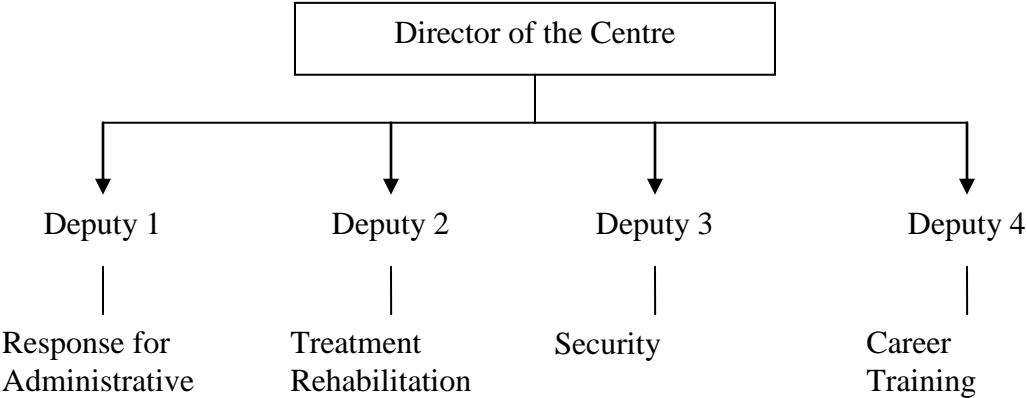 Director of the Centre
Deputy 1
Deputy 2
Deputy 3
Deputy 4
Response for
Administrative
Treatment
Rehabilitation
Security
Career
Training